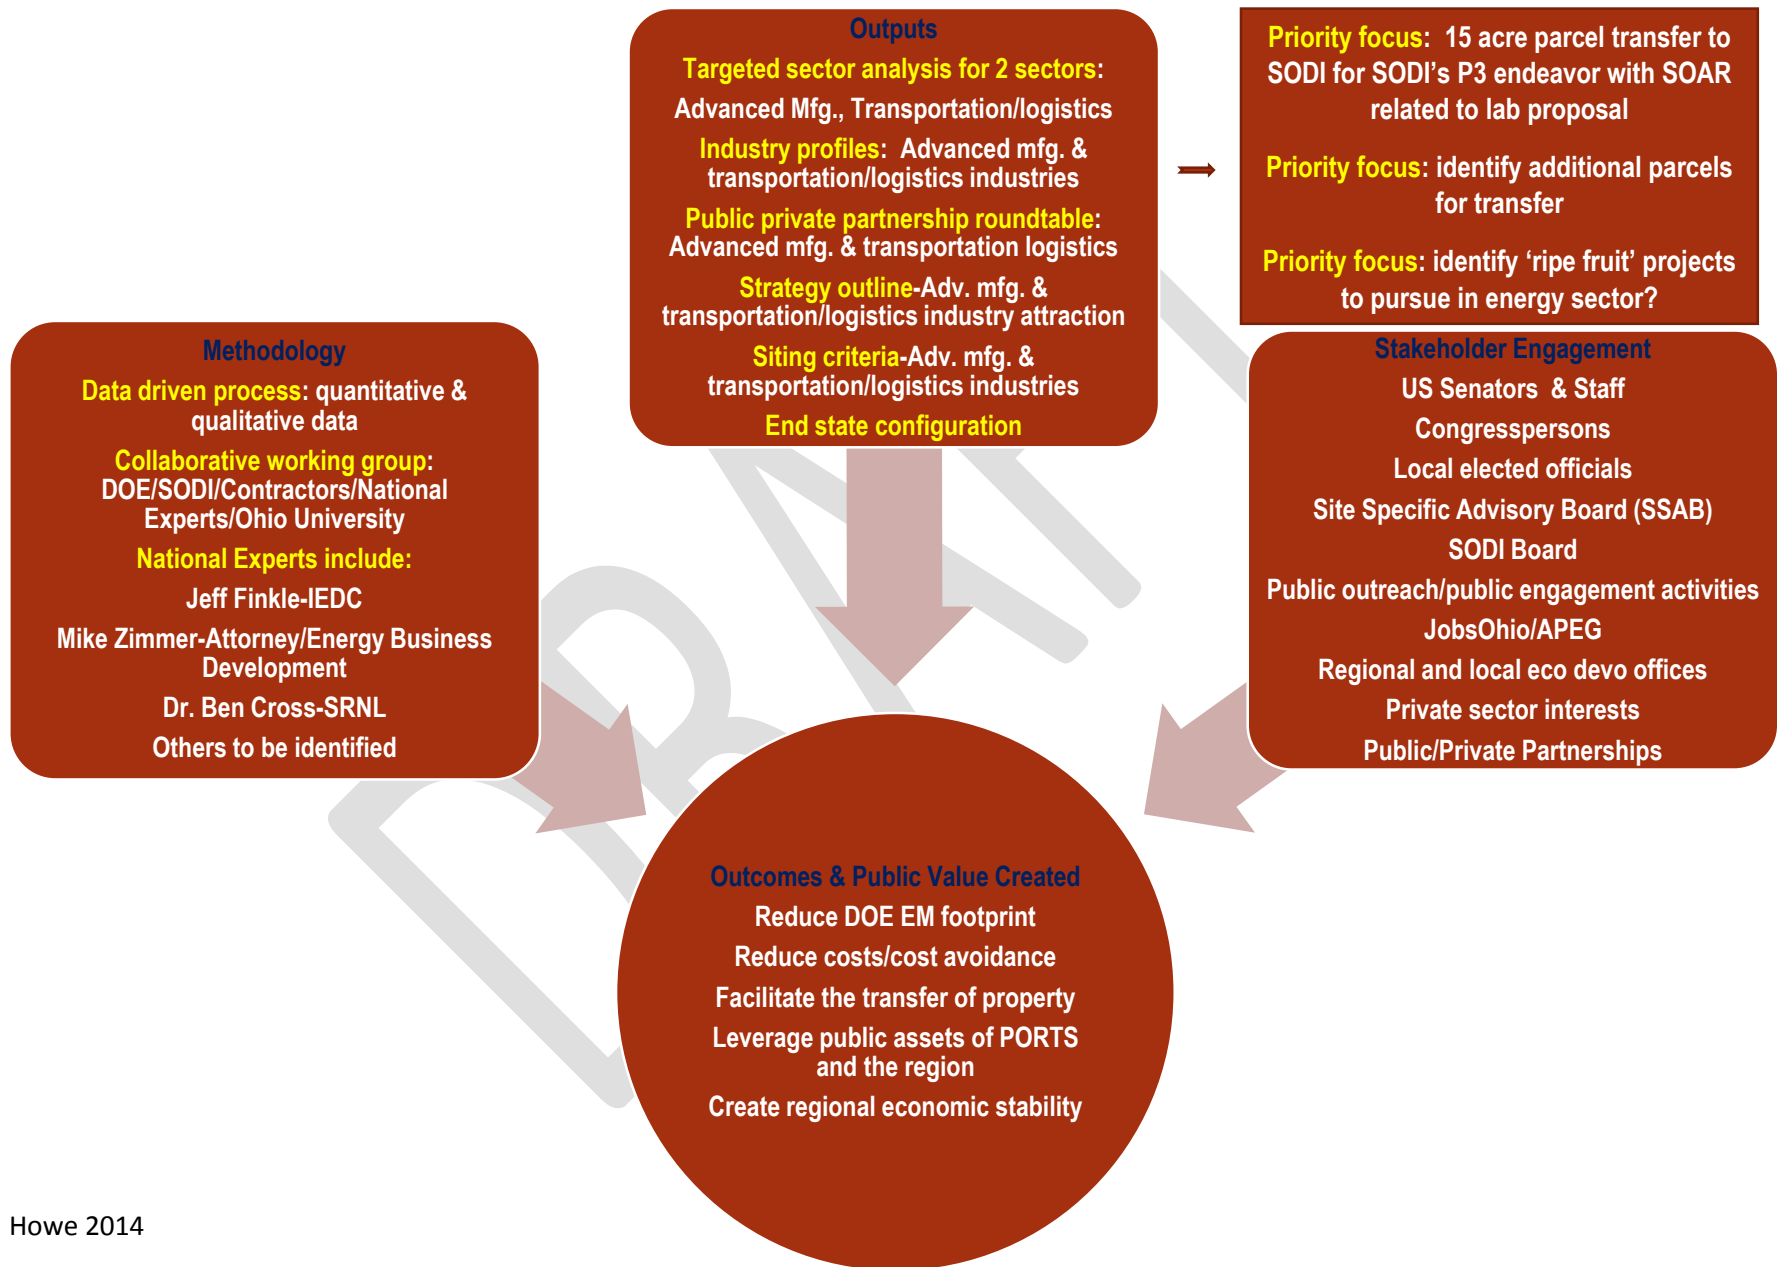 Outputs
Targeted sector analysis for 2 sectors:
Advanced Mfg., Transportation/logistics
Industry profiles: Advanced mfg. &
transportation/logistics industries
Public private partnership roundtable:
Advanced mfg. & transportation logistics
Strategy outline-Adv. mfg. &
transportation/logistics industry attraction
Siting criteria-Adv. mfg. &
transportation/logistics industries
End state configuration
Priority focus: 15 acre parcel transfer to
SODI for SODI's P3 endeavor with SOAR
related to lab proposal
Priority focus: identify additional parcels
for transfer
Priority focus: identify 'ripe fruit' projects
to pursue in energy sector?
Methodology
Data driven process: quantitative &
qualitative data
Collaborative working group:
DOE/SODI/Contractors/National
Experts/Ohio University
National Experts include:
Jeff Finkle-IEDC
Mike Zimmer-Attorney/Energy Business
Development
Dr. Ben Cross-SRNL
Others to be identified
Stakeholder Engagement
US Senators & Staff
Congresspersons
Local elected officials
Site Specific Advisory Board (SSAB)
SODI Board
Public outreach/public engagement activities
JobsOhio/APEG
Regional and local eco devo offices
Private sector interests
Public/Private Partnerships
Outcomes & Public Value Created
Reduce DOE EM footprint
Reduce costs/cost avoidance
Facilitate the transfer of property
Leverage public assets of PORTS
and the region
Create regional economic stability
DRAFT
Howe 2014